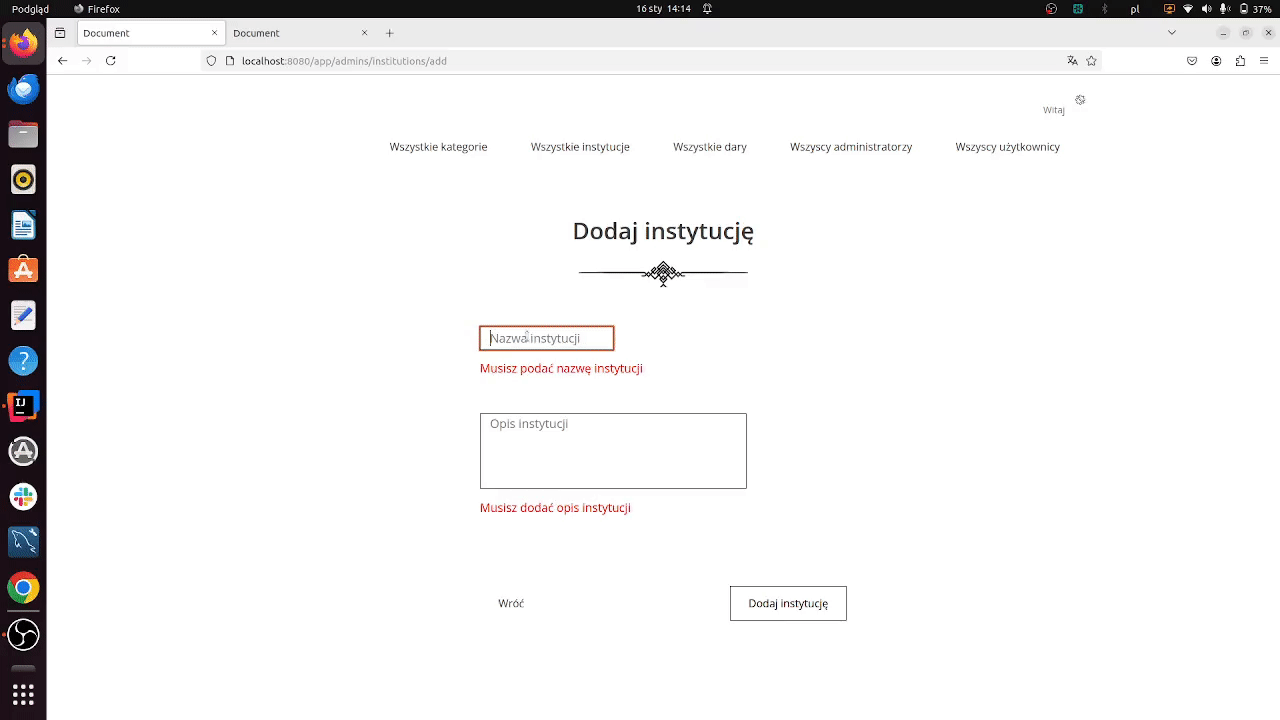 Podgląd Firefox 16 sty 14:14 pl 37%
Document Document
localhost:8080/app/admins/institutions/add
Witaj
Wszystkie kategorie Wszystkie instytucje Wszystkie dary Wszyscy administratorzy Wszyscy użytkownicy
Dodaj instytucję
Nazwa instytucji
Musisz podać nazwę instytucji
Opis instytucji
Musisz dodać opis instytucji
Wróć Dodaj instytucję